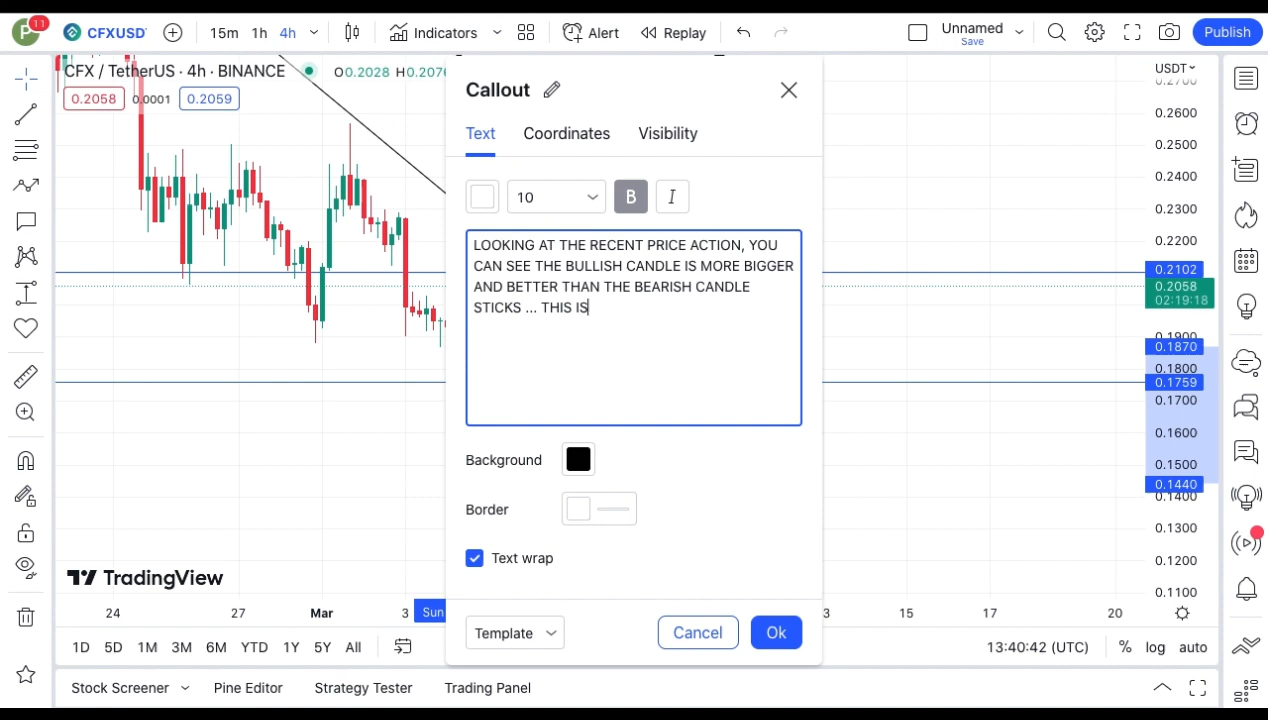 P 11 CFXUSD 15m 1h 4h Indicators Alert Replay Unnamed Save Publish
CFX / TetherUS · 4h · BINANCE O0.2028 H0.207
0.2058 0.0001 0.2059
USDT
0.2700
0.2600
0.2500
0.2400
0.2300
0.2200
0.2102
0.2058
02:19:18
0.1900
0.1870
0.1800
0.1759
0.1700
0.1600
0.1500
0.1440
0.1400
0.1300
0.1200
0.1100
Callout
Text Coordinates Visibility
10 B I
LOOKING AT THE RECENT PRICE ACTION, YOU
CAN SEE THE BULLISH CANDLE IS MORE BIGGER
AND BETTER THAN THE BEARISH CANDLE
STICKS ... THIS IS
Background
Border
Text wrap
Template Cancel Ok
TradingView
24 27 Mar 3 Sun 3 15 17 20
1D 5D 1M 3M 6M YTD 1Y 5Y All 13:40:42 (UTC) % log auto
Stock Screener Pine Editor Strategy Tester Trading Panel